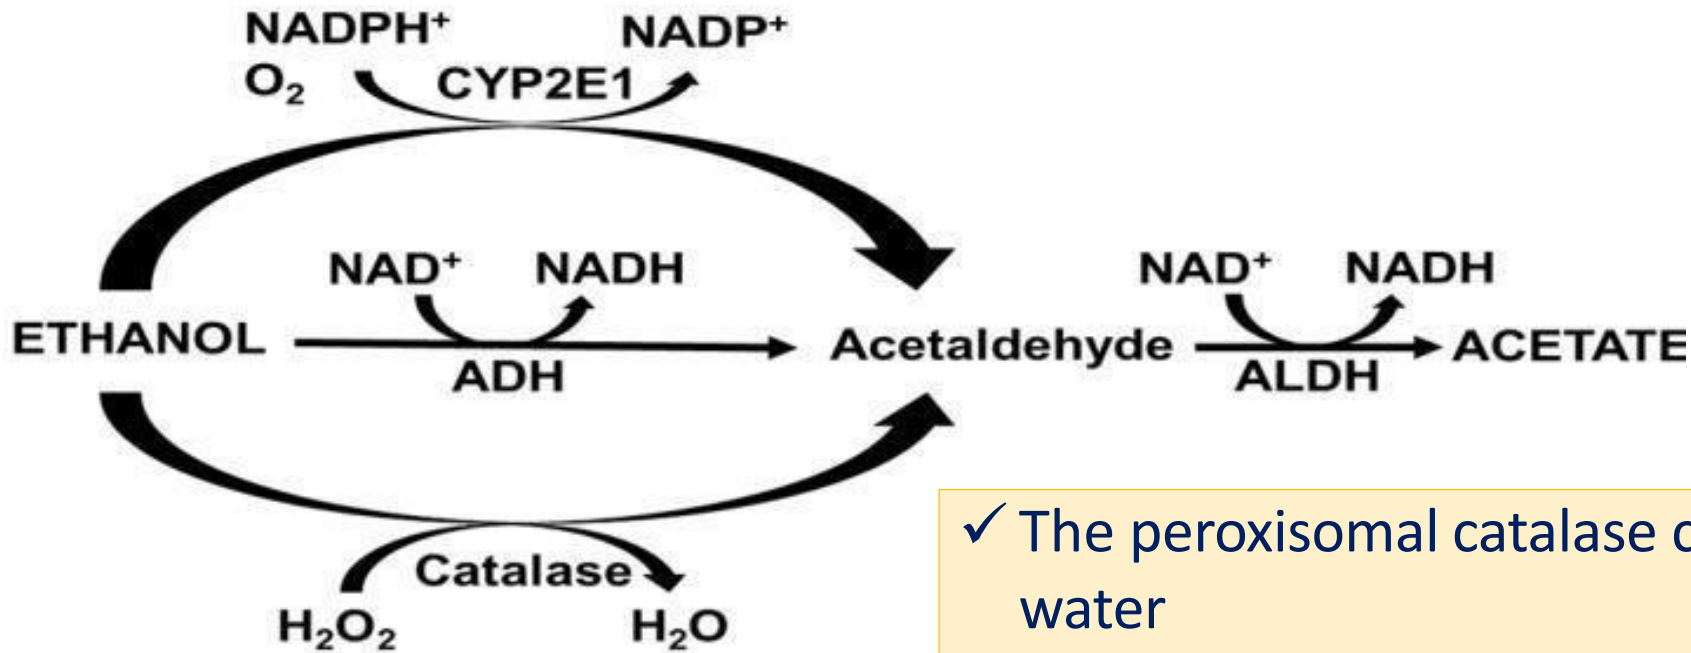 NADPH⁺ NADP⁺
O₂ CYP2E1
NAD⁺ NADH NAD⁺ NADH
ETHANOL Acetaldehyde ACETATE
ADH ALDH
Catalase
H₂O₂ H₂O
✓ The peroxisomal catalase
water